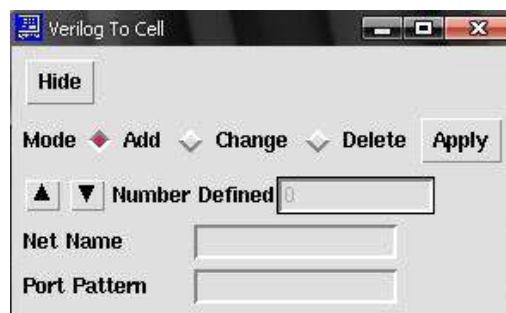 Verilog To Cell
Hide
Mode Add Change Delete Apply
Number Defined 0
Net Name
Port Pattern